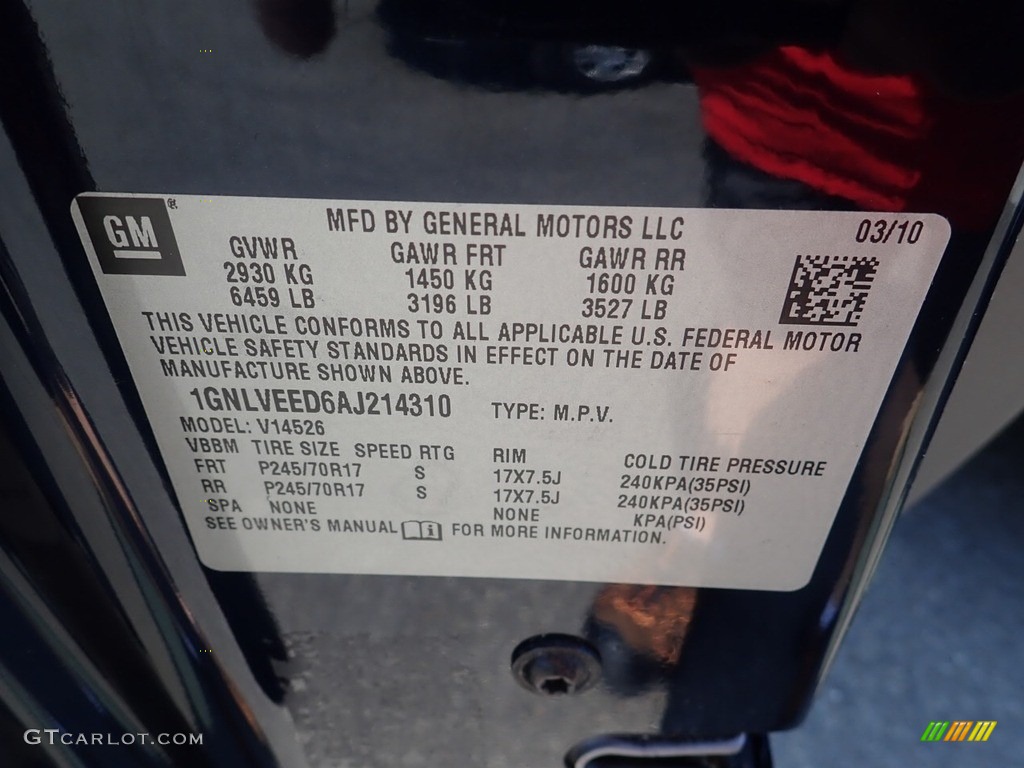 GM ® MFD BY GENERAL MOTORS LLC 03/10
GVWR GAWR FRT GAWR RR
2930 KG 1450 KG 1600 KG
6459 LB 3196 LB 3527 LB
THIS VEHICLE CONFORMS TO ALL APPLICABLE U.S. FEDERAL MOTOR
VEHICLE SAFETY STANDARDS IN EFFECT ON THE DATE OF
MANUFACTURE SHOWN ABOVE.
1GNLVEED6AJ214310 TYPE: M.P.V.
MODEL: V14526
VBBM TIRE SIZE SPEED RTG RIM COLD TIRE PRESSURE
FRT P245/70R17 S 17X7.5J 240KPA(35PSI)
RR P245/70R17 S 17X7.5J 240KPA(35PSI)
SPA NONE NONE KPA(PSI)
SEE OWNER'S MANUAL FOR MORE INFORMATION.
GTCARLOT.COM